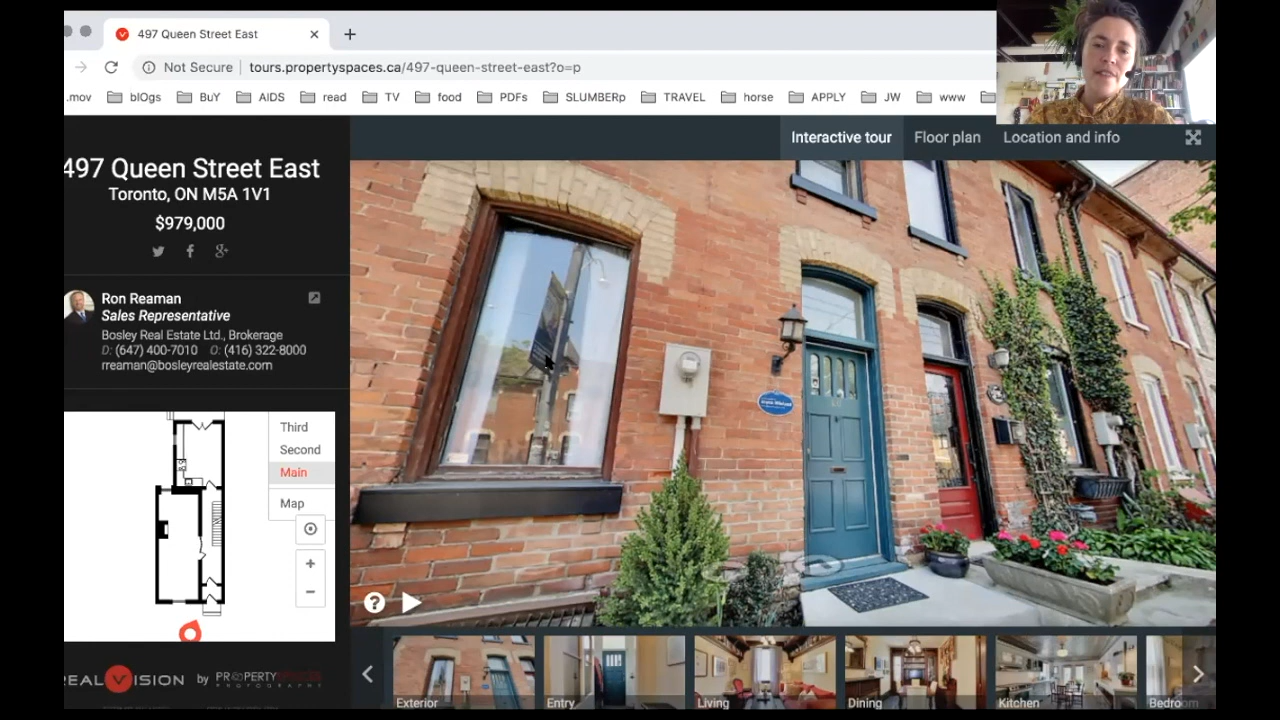 497 Queen Street East
Not Secure
tours.propertyspaces.ca/497-queen-street-east?o=p
.mov
blOgs
BuY
AIDS
read
TV
food
PDFs
SLUMBERp
TRAVEL
horse
APPLY
JW
www
Interactive tour
Floor plan
Location and info
497 Queen Street East
Toronto, ON M5A 1V1
$979,000
Ron Reaman
Sales Representative
Bosley Real Estate Ltd., Brokerage
D: (647) 400-7010 O: (416) 322-8000
rreaman@bosleyrealestate.com
Third
Second
Main
Map
?
EALVISION by PROPERTYSPACES
PHOTOGRAPHY
Exterior
Entry
Living
Dining
Kitchen
Bedroom